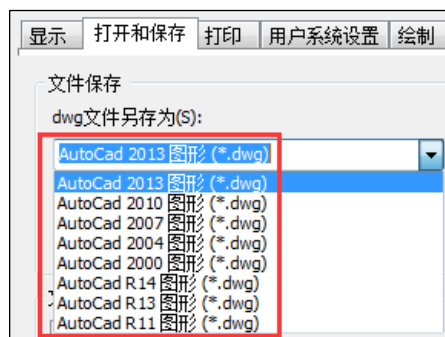 显示 打开和保存 打印 用户系统设置 绘制
文件保存
dwg文件另存为(S):
AutoCad 2013 图形 (*.dwg)
AutoCad 2013 图形 (*.dwg)
AutoCad 2010 图形 (*.dwg)
AutoCad 2007 图形 (*.dwg)
AutoCad 2004 图形 (*.dwg)
AutoCad 2000 图形 (*.dwg)
AutoCad R14 图形 (*.dwg)
AutoCad R13 图形 (*.dwg)
AutoCad R11 图形 (*.dwg)